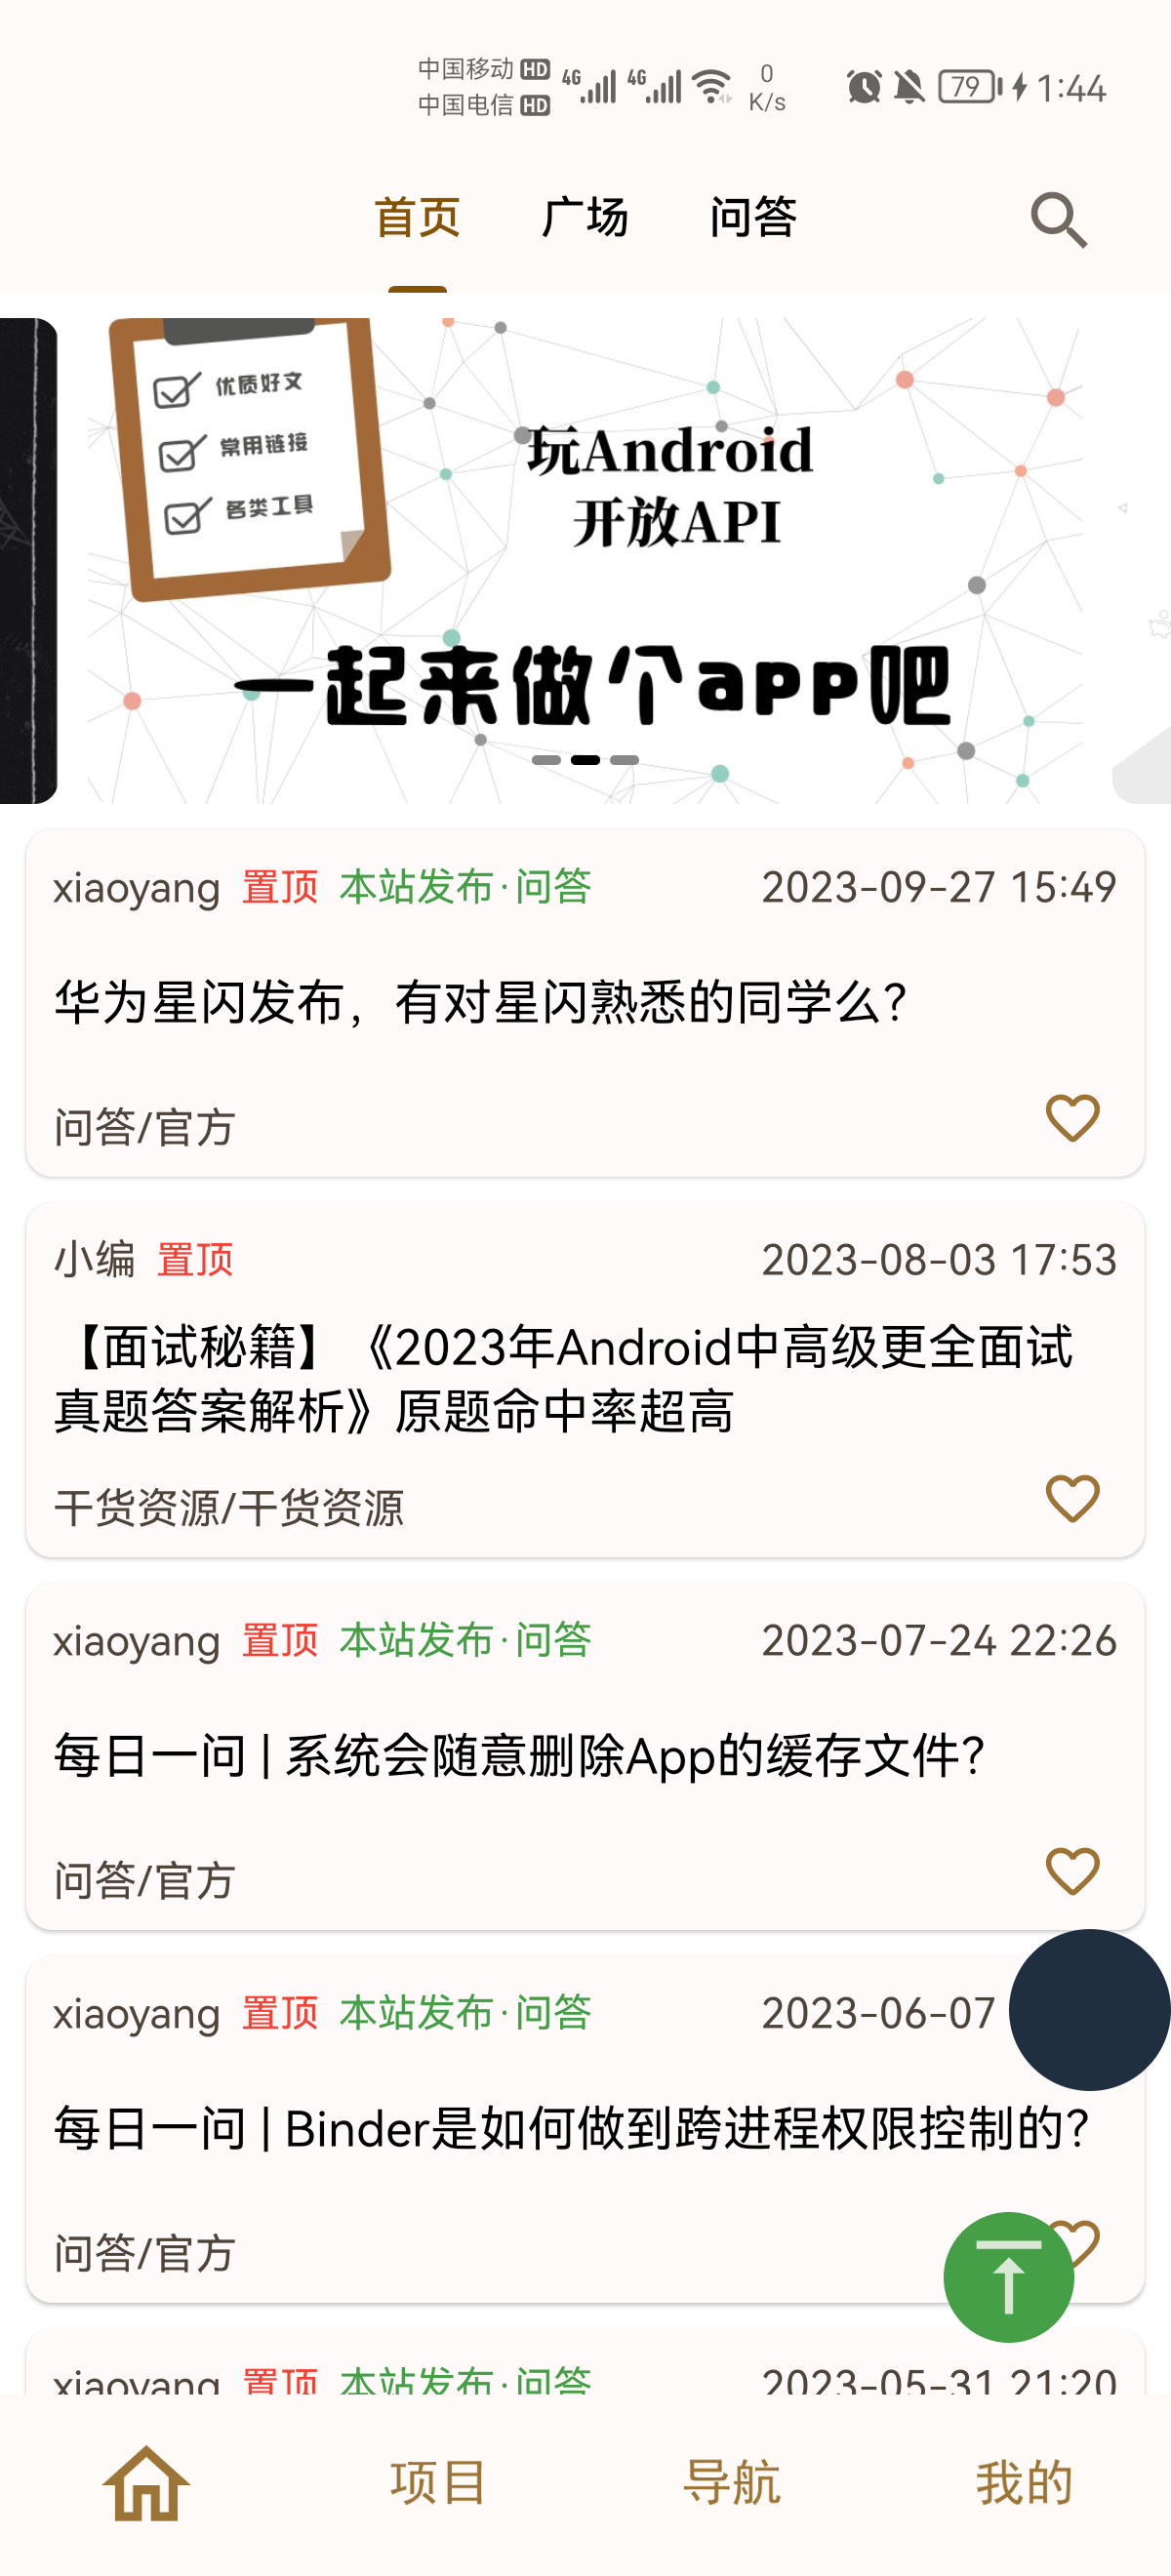 中国移动 HD 4G 4G 0
中国电信 HD K/s 79 1:44
首页 广场 问答
优质好文
常用链接
各类工具
玩Android
开放API
一起来做个app吧
xiaoyang 置顶 本站发布·问答 2023-09-27 15:49
华为星闪发布，有对星闪熟悉的同学么？
问答/官方
小编 置顶 2023-08-03 17:53
【面试秘籍】《2023年Android中高级更全面试
真题答案解析》原题命中率超高
干货资源/干货资源
xiaoyang 置顶 本站发布·问答 2023-07-24 22:26
每日一问 | 系统会随意删除App的缓存文件？
问答/官方
xiaoyang 置顶 本站发布·问答 2023-06-07
每日一问 | Binder是如何做到跨进程权限控制的？
问答/官方
xiaoyang 置顶 本站发布·问答 2023-05-31 21:20
项目 导航 我的